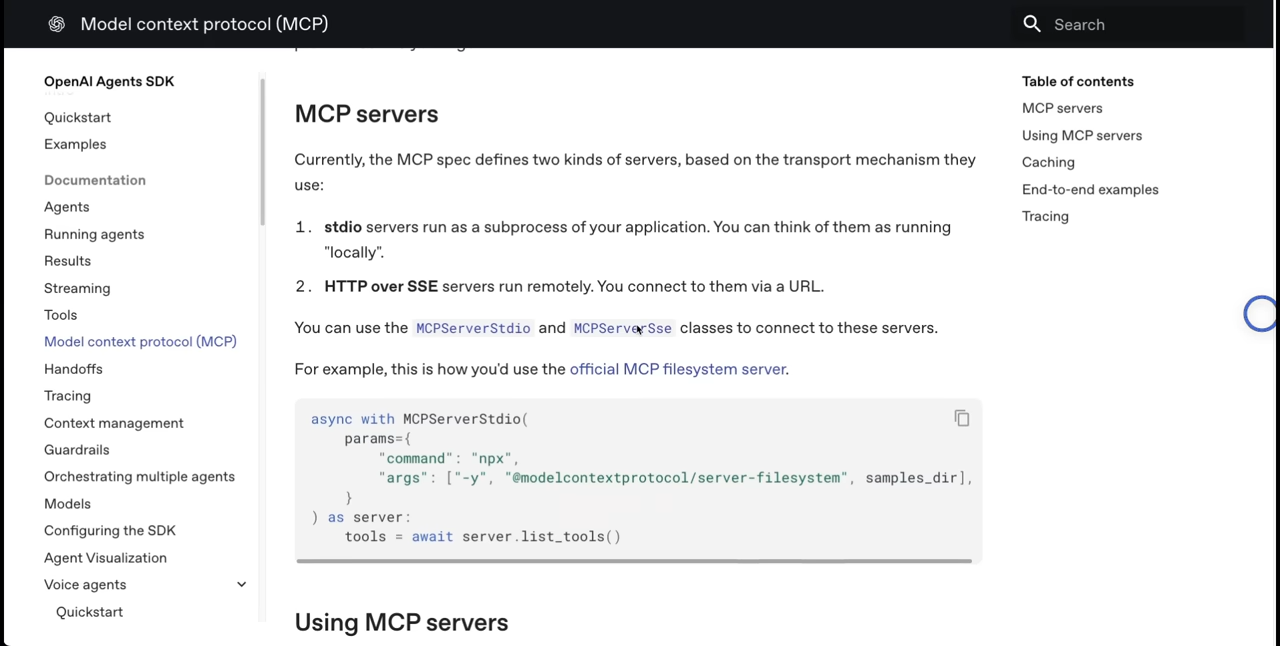 Model context protocol (MCP)
Search
OpenAI Agents SDK
Quickstart
Examples
Documentation
Agents
Running agents
Results
Streaming
Tools
Model context protocol (MCP)
Handoffs
Tracing
Context management
Guardrails
Orchestrating multiple agents
Models
Configuring the SDK
Agent Visualization
Voice agents
Quickstart
MCP servers
Currently, the MCP spec defines two kinds of servers, based on the transport mechanism they
use:
1. stdio servers run as a subprocess of your application. You can think of them as running
"locally".
2. HTTP over SSE servers run remotely. You connect to them via a URL.
You can use the MCPServerStdio and MCPServerSse classes to connect to these servers.
For example, this is how you'd use the official MCP filesystem server.
async with MCPServerStdio(
    params={
        "command": "npx",
        "args": ["-y", "@modelcontextprotocol/server-filesystem", samples_dir],
    }
) as server:
    tools = await server.list_tools()
Using MCP servers
Table of contents
MCP servers
Using MCP servers
Caching
End-to-end examples
Tracing